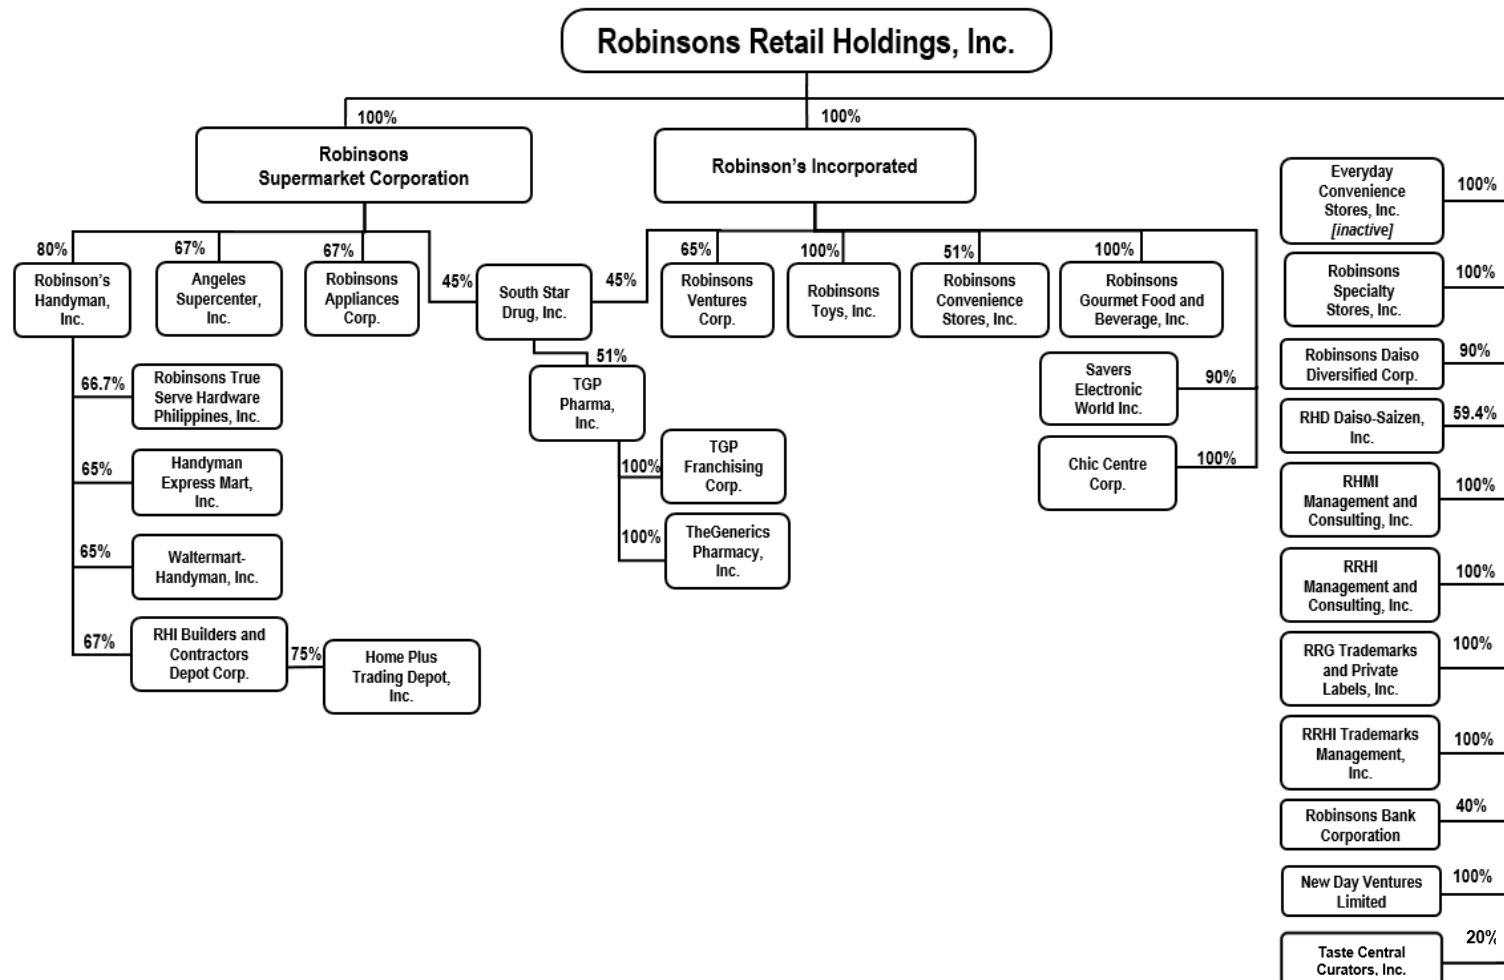 Robinsons Retail Holdings, Inc.
100%
100%
Robinsons
Supermarket Corporation
Robinson's Incorporated
80%
67%
67%
45%
45%
65%
100%
51%
100%
Robinson's
Handyman,
Inc.
Angeles
Supercenter,
Inc.
Robinsons
Appliances
Corp.
South Star
Drug, Inc.
Robinsons
Ventures
Corp.
Robinsons
Toys, Inc.
Robinsons
Convenience
Stores, Inc.
Robinsons
Gourmet Food and
Beverage, Inc.
66.7%
Robinsons True
Serve Hardware
Philippines, Inc.
65%
Handyman
Express Mart,
Inc.
65%
Waltermart-
Handyman, Inc.
67%
RHI Builders and
Contractors
Depot Corp.
75%
Home Plus
Trading Depot,
Inc.
51%
TGP
Pharma,
Inc.
100%
TGP
Franchising
Corp.
100%
TheGenerics
Pharmacy,
Inc.
Savers
Electronic
World Inc.
90%
Chic Centre
Corp.
100%
Everyday
Convenience
Stores, Inc.
[inactive]
100%
Robinsons
Specialty
Stores, Inc.
100%
Robinsons Daiso
Diversified Corp.
90%
RHD Daiso-Saizen,
Inc.
59.4%
RHMI
Management and
Consulting, Inc.
100%
RRHI
Management and
Consulting, Inc.
100%
RRG Trademarks
and Private
Labels, Inc.
100%
RRHI Trademarks
Management,
Inc.
100%
Robinsons Bank
Corporation
40%
New Day Ventures
Limited
100%
Taste Central
Curators, Inc.
20%